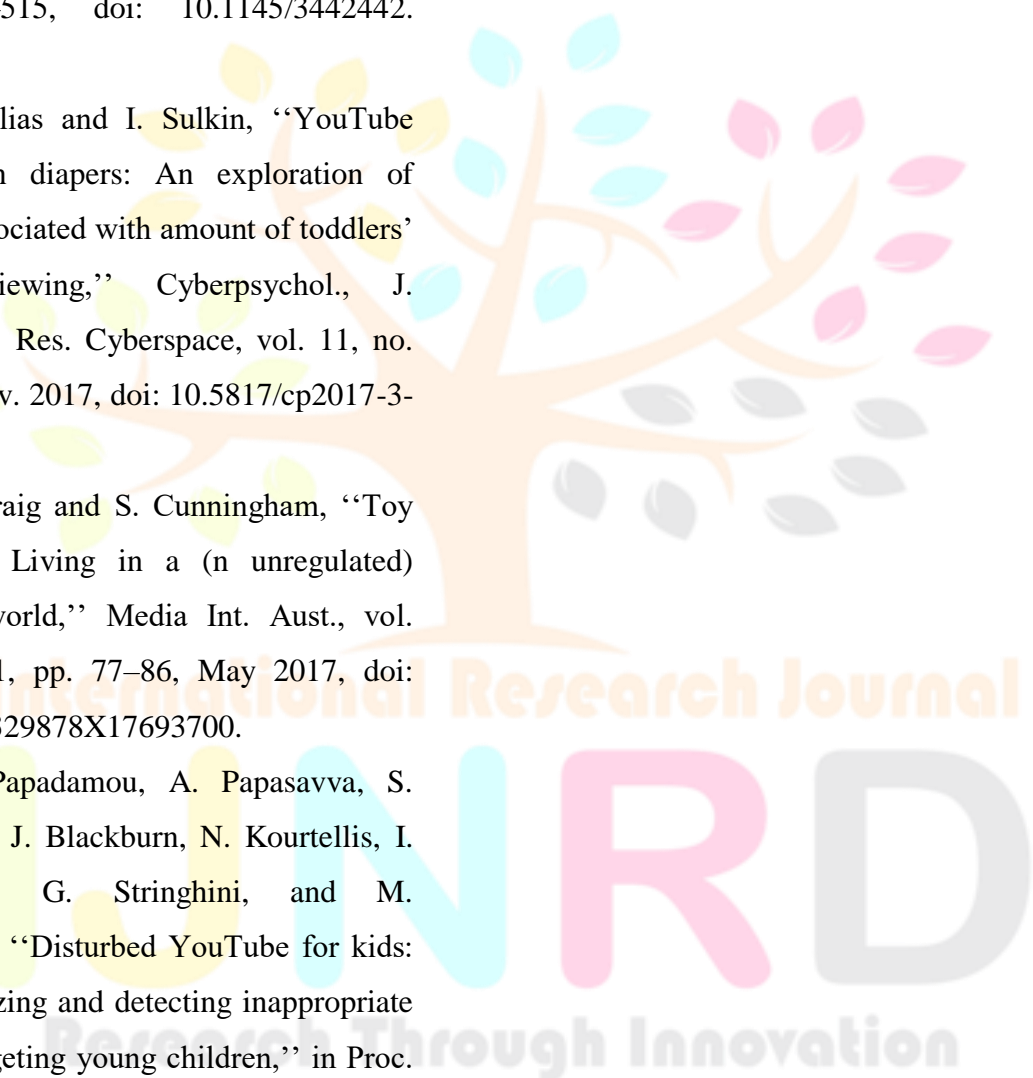 515, doi: 10.1145/3442442.
lias and I. Sulkin, ‘‘YouTube
n diapers: An exploration of
ociated with amount of toddlers’
iewing,’’ Cyberpsychol., J.
Res. Cyberspace, vol. 11, no.
v. 2017, doi: 10.5817/cp2017-3-
raig and S. Cunningham, ‘‘Toy
Living in a (n unregulated)
world,’’ Media Int. Aust., vol.
1, pp. 77–86, May 2017, doi:
329878X17693700.
Papadamou, A. Papasavva, S.
J. Blackburn, N. Kourtellis, I.
G. Stringhini, and M.
‘‘Disturbed YouTube for kids:
zing and detecting inappropriate
geting young children,’’ in Proc.
International Research Journal
IJNRD
Research Through Innovation